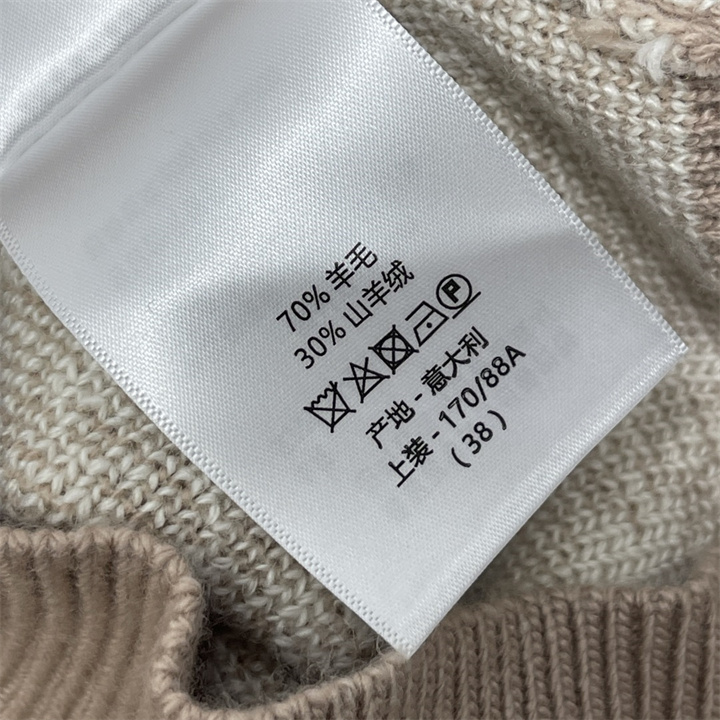 70% 羊毛
30% 山羊绒
P
产地 - 意大利
上装 - 170/88A
(38)